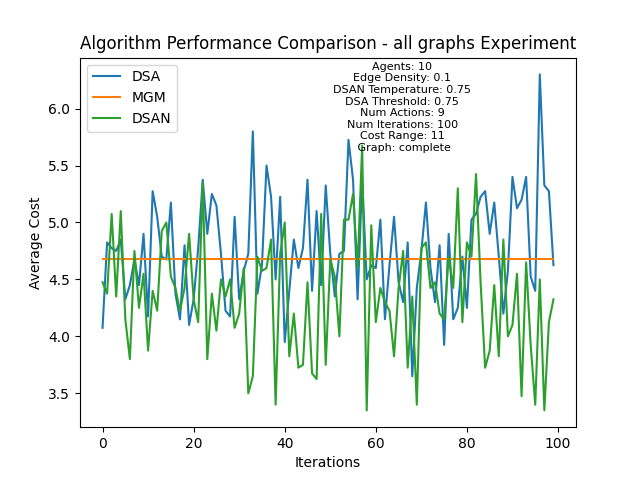 Algorithm Performance Comparison - all graphs Experiment
DSA
MGM
DSAN
Agents: 10
Edge Density: 0.1
DSAN Temperature: 0.75
DSA Threshold: 0.75
Num Actions: 9
Num Iterations: 100
Cost Range: 11
Graph: complete
Average Cost
6.0
5.5
5.0
4.5
4.0
3.5
0 20 40 60 80 100
Iterations